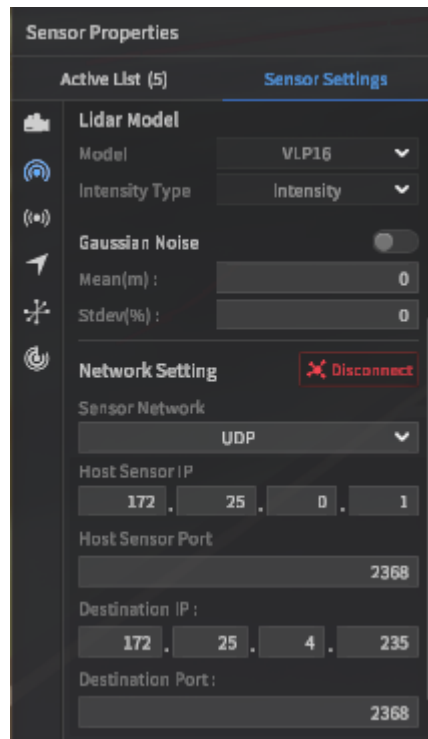 Sensor Properties
Active List (5) Sensor Settings
Lidar Model
Model VLP16
Intensity Type Intensity
Gaussian Noise
Mean(m) : 0
Stdev(%) : 0
Network Setting Disconnect
Sensor Network
UDP
Host Sensor IP
172 . 25 . 0 . 1
Host Sensor Port
2368
Destination IP :
172 . 25 . 4 . 235
Destination Port :
2368